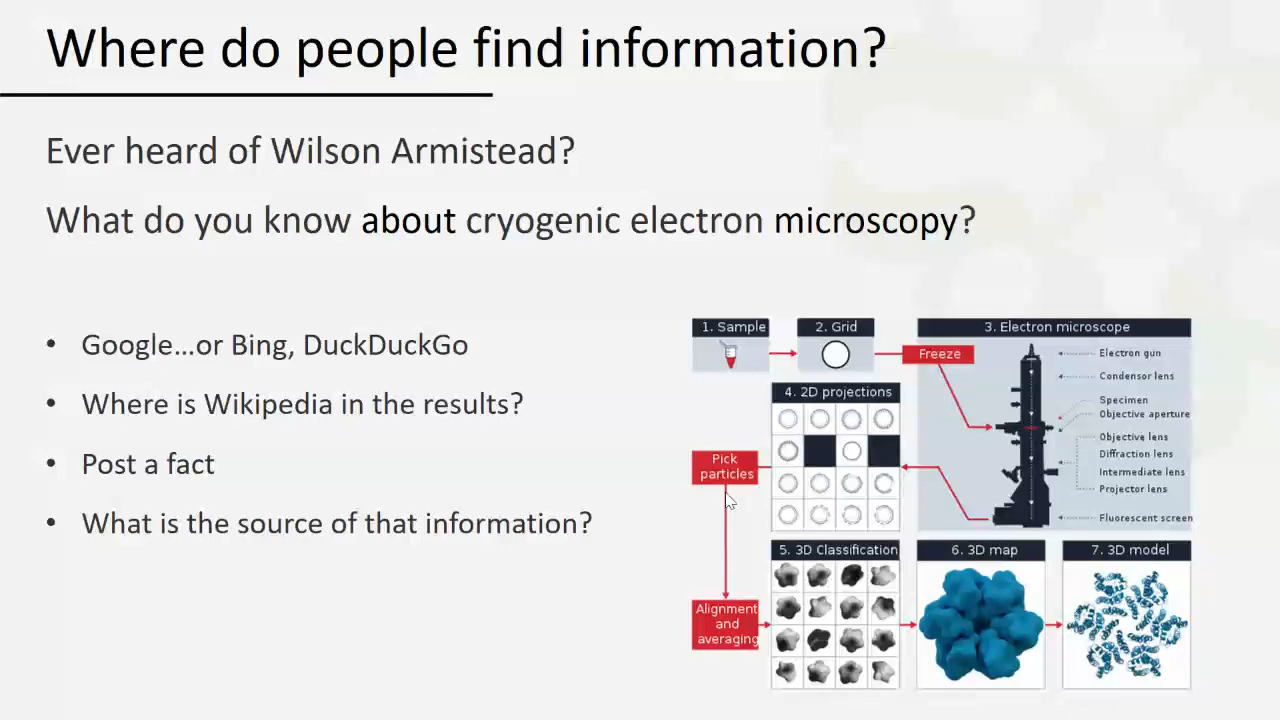 Where do people find information?
Ever heard of Wilson Armistead?
What do you know about cryogenic electron microscopy?
• Google...or Bing, DuckDuckGo
• Where is Wikipedia in the results?
• Post a fact
• What is the source of that information?
1. Sample
2. Grid
Freeze
3. Electron microscope
Electron gun
Condensor lens
Specimen
Objective aperture
Objective lens
Diffraction lens
Intermediate lens
Projector lens
Fluorescent screen
4. 2D projections
Pick
particles
Alignment
and
averaging
5. 3D Classification
6. 3D map
7. 3D model